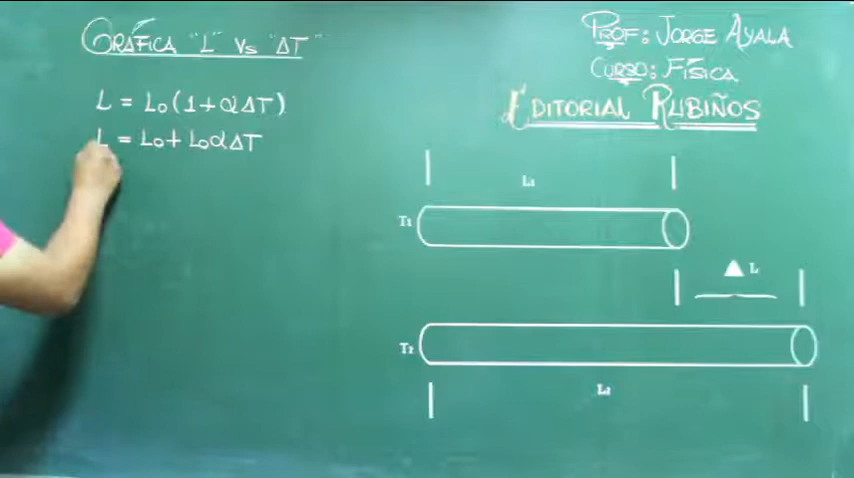 GRÁFICA "L" Vs "ΔT"
L = L₀(1+αΔT)
L = L₀+ L₀αΔT
PROF: JORGE AYALA
CURSO: FÍSICA
EDITORIAL RUBIÑOS
L₁
T₁
▲ L
T₂
L₂